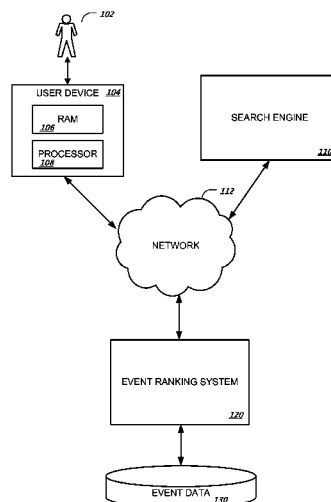 102
USER DEVICE 104
RAM
106
PROCESSOR
108
SEARCH ENGINE
110
112
NETWORK
EVENT RANKING SYSTEM
120
EVENT DATA
130